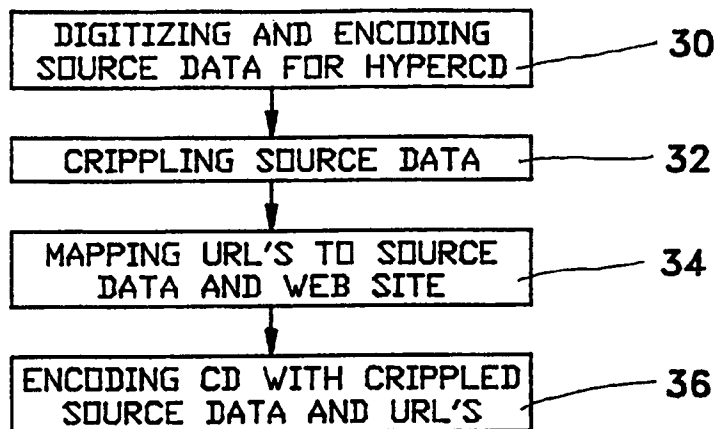 DIGITIZING AND ENCODING
SOURCE DATA FOR HYPERCD
30
CRIPPLING SOURCE DATA
32
MAPPING URL'S TO SOURCE
DATA AND WEB SITE
34
ENCODING CD WITH CRIPPLED
SOURCE DATA AND URL'S
36